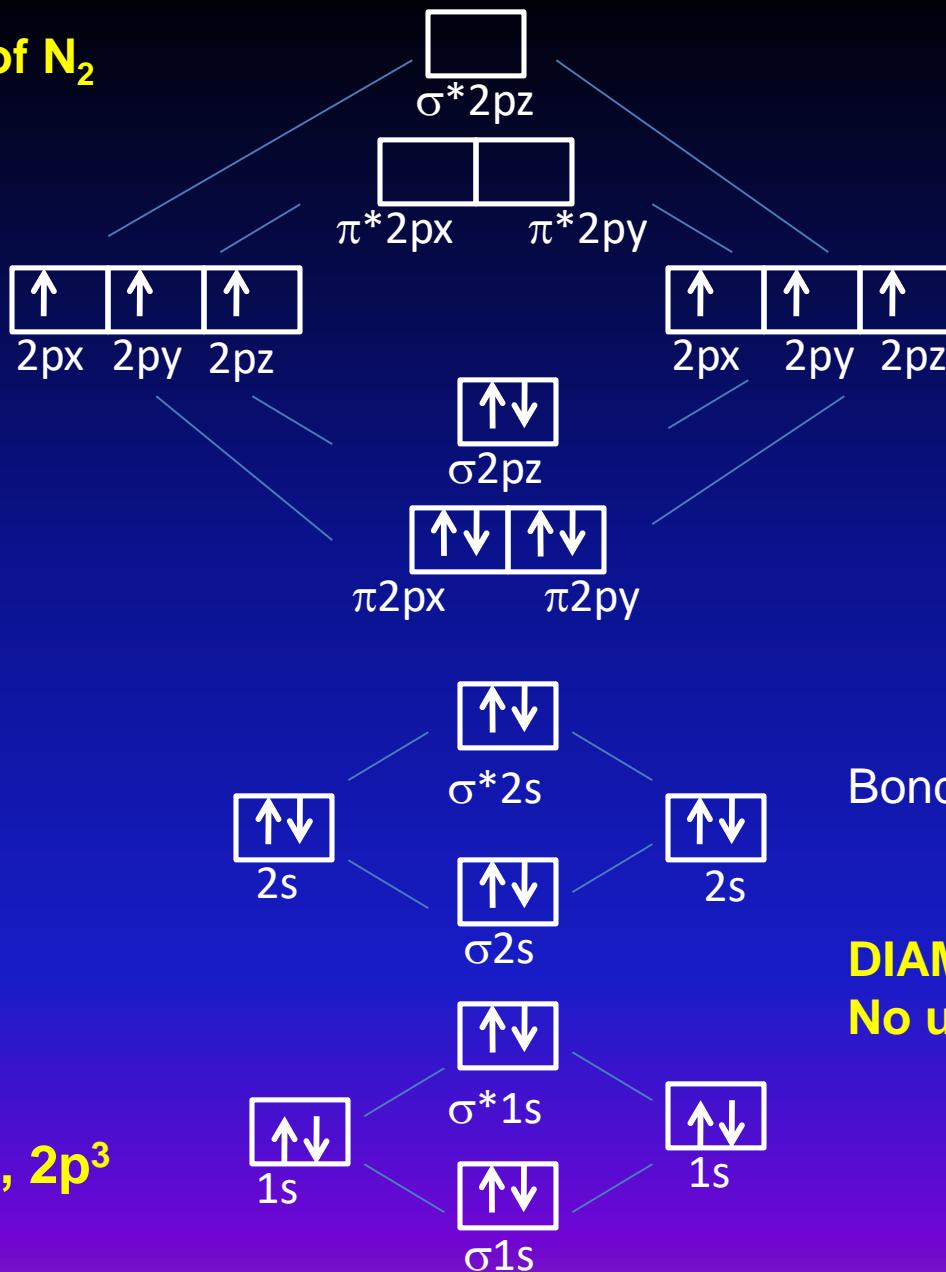 of N₂
σ*2pz
π*2px π*2py
2px 2py 2pz 2px 2py 2pz
σ2pz
π2px π2py
σ*2s
Bon
2s 2s
σ2s
DIAM
No u
σ*1s
, 2p³
1s 1s
σ1s